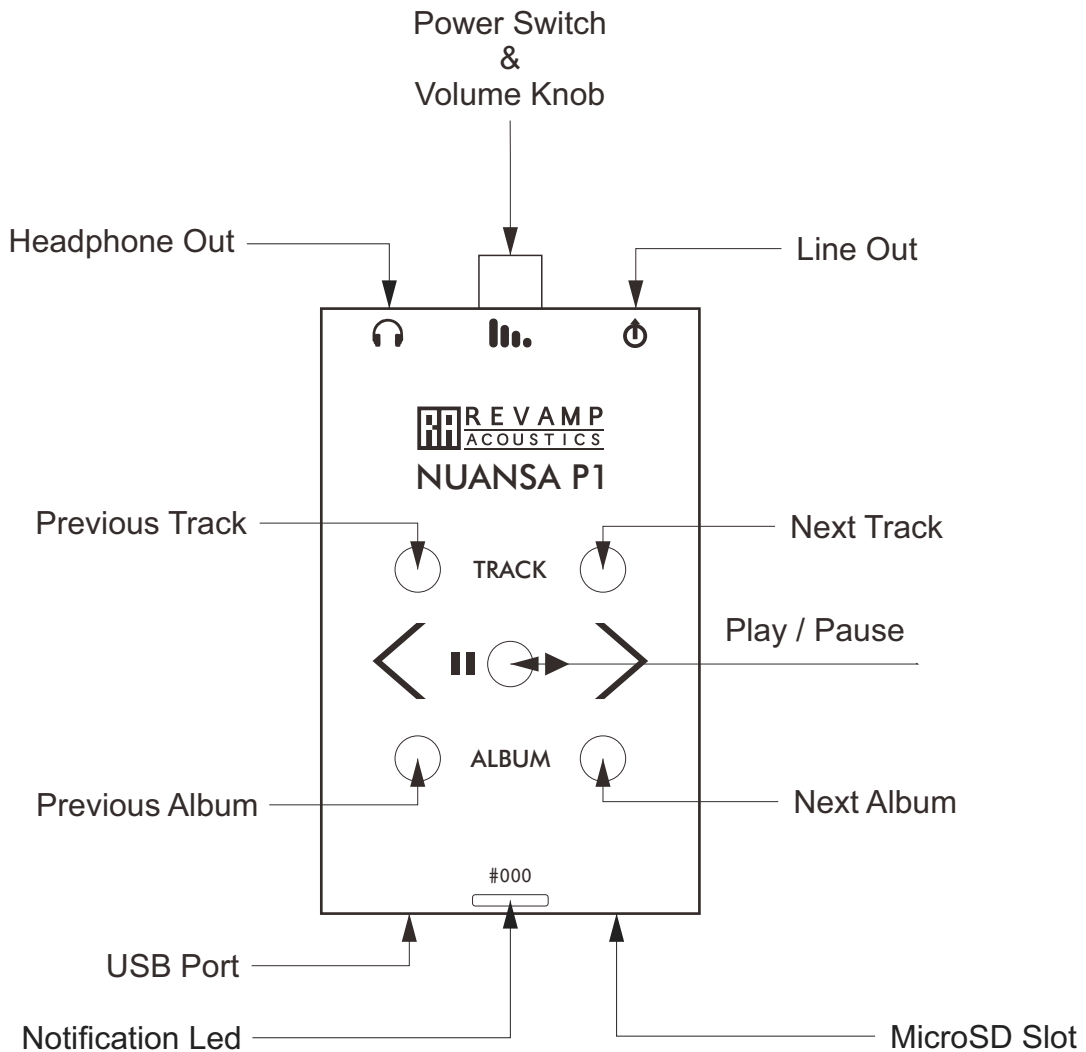 Power Switch
&
Volume Knob
Headphone Out
Line Out
RA REVAMP
ACOUSTICS
NUANSA P1
Previous Track
Next Track
TRACK
Play / Pause
ALBUM
Previous Album
Next Album
#000
USB Port
Notification Led
MicroSD Slot